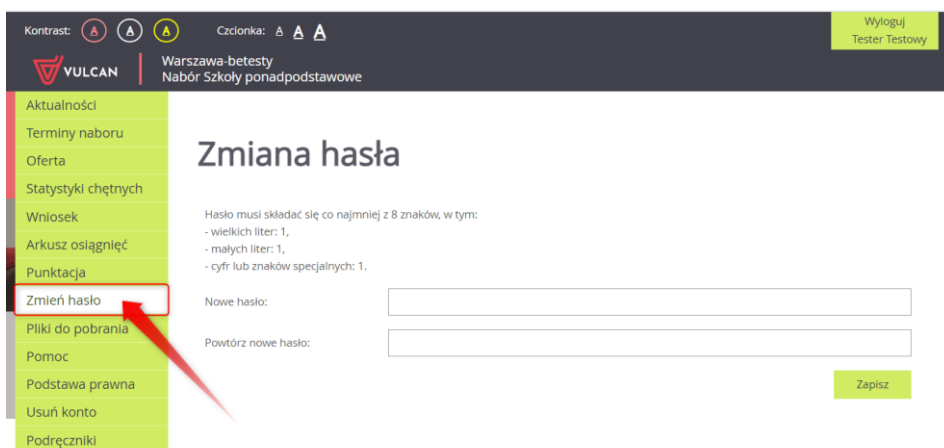 Kontrast: A A A Czcionka: A A A
Wyloguj
Tester Testowy
VULCAN
Warszawa-betesty
Nabór Szkoły ponadpodstawowe
Aktualności
Terminy naboru
Oferta
Statystyki chętnych
Wniosek
Arkusz osiągnięć
Punktacja
Zmień hasło
Pliki do pobrania
Pomoc
Podstawa prawna
Usuń konto
Podręczniki
Zmiana hasła
Hasło musi składać się co najmniej z 8 znaków, w tym:
- wielkich liter: 1,
- małych liter: 1,
- cyfr lub znaków specjalnych: 1.
Nowe hasło:
Powtórz nowe hasło:
Zapisz